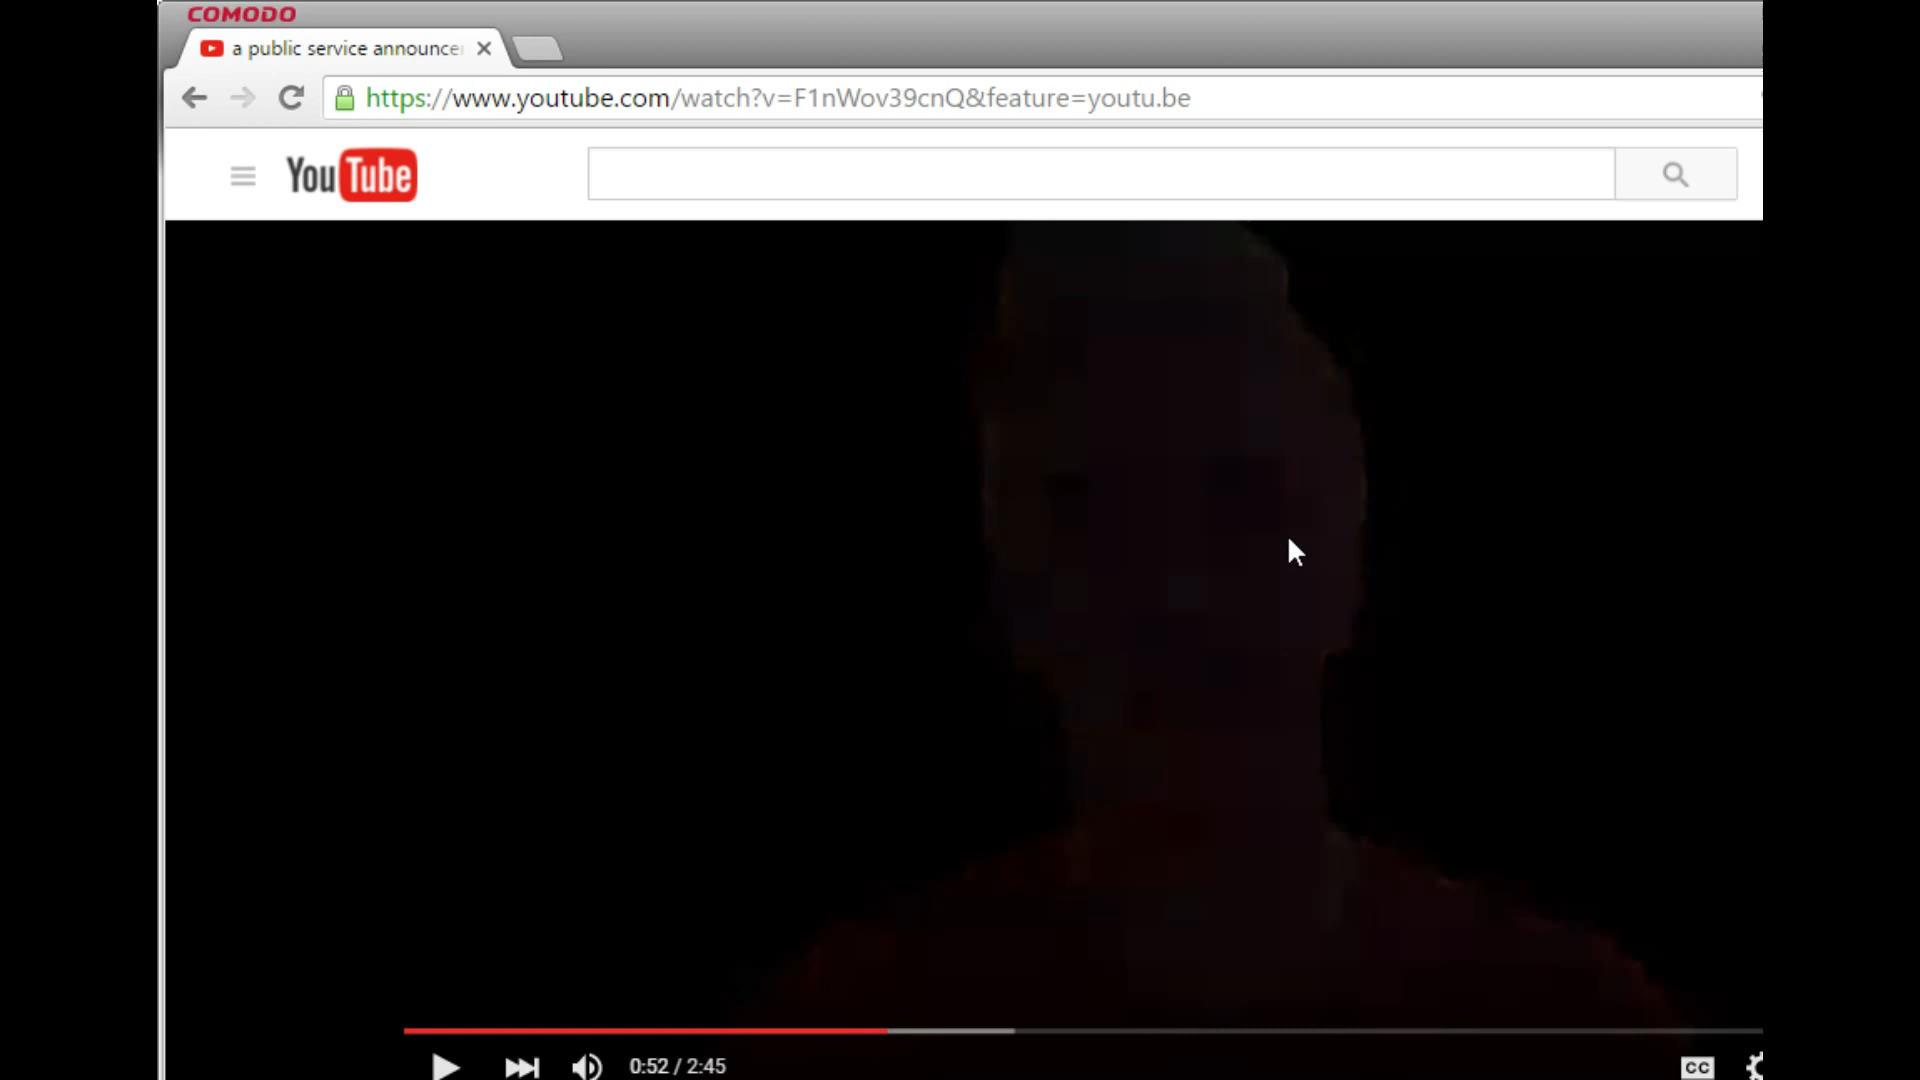 COMODO
a public service announce
https://www.youtube.com/watch?v=F1nWov39cnQ&feature=youtu.be
YouTube
0:52 / 2:45
CC